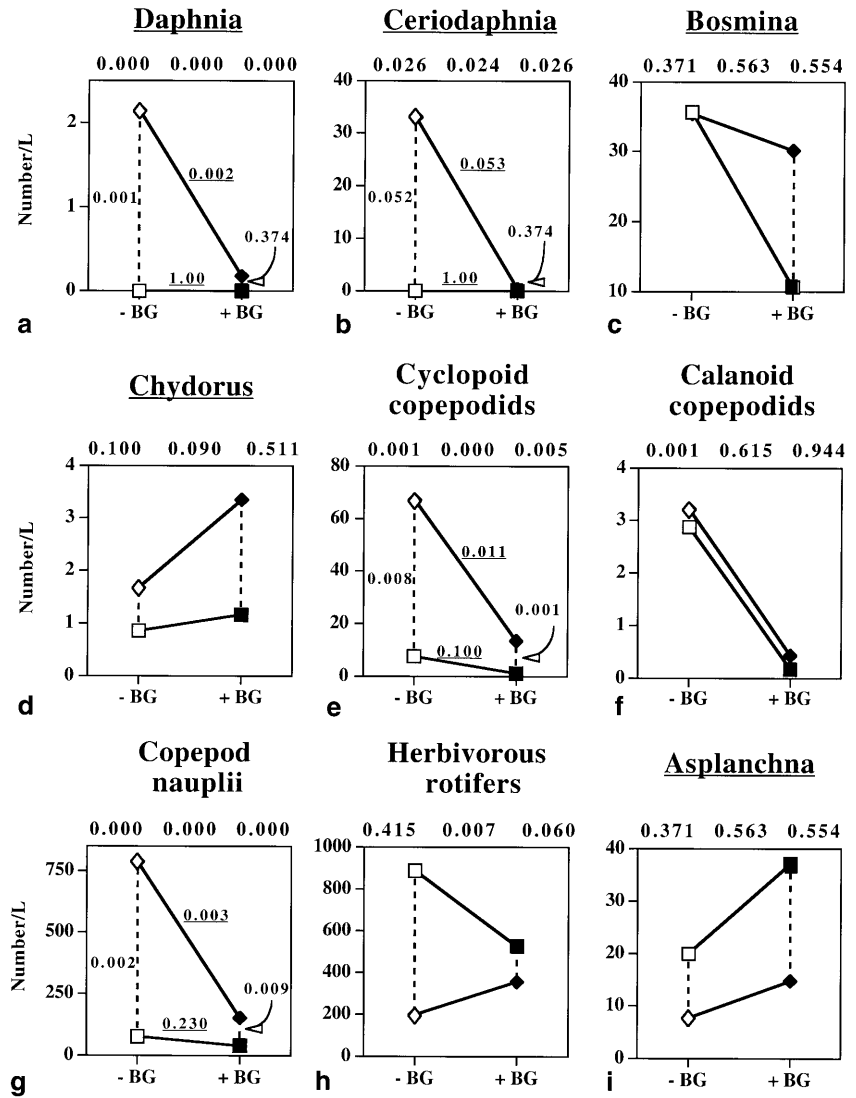 Daphnia
0.000 0.000 0.000
Number/L
2
1
0
0.001
0.002
0.374
1.00
- BG + BG
a
Ceriodaphnia
0.026 0.024 0.026
40
30
20
10
0
0.052
0.053
0.374
1.00
- BG + BG
b
Bosmina
0.371 0.563 0.554
40
30
20
10
- BG + BG
c
Chydorus
0.100 0.090 0.511
Number/L
4
3
2
1
0
- BG + BG
d
Cyclopoid
copepodids
0.001 0.000 0.005
80
60
40
20
0
0.008
0.011
0.001
0.100
- BG + BG
e
Calanoid
copepodids
0.001 0.615 0.944
4
3
2
1
0
- BG + BG
f
Copepod
nauplii
0.000 0.000 0.000
Number/L
750
500
250
0
0.002
0.003
0.009
0.230
- BG + BG
g
Herbivorous
rotifers
0.415 0.007 0.060
1000
800
600
400
200
0
- BG + BG
h
Asplanchna
0.371 0.563 0.554
40
30
20
10
0
- BG + BG
i